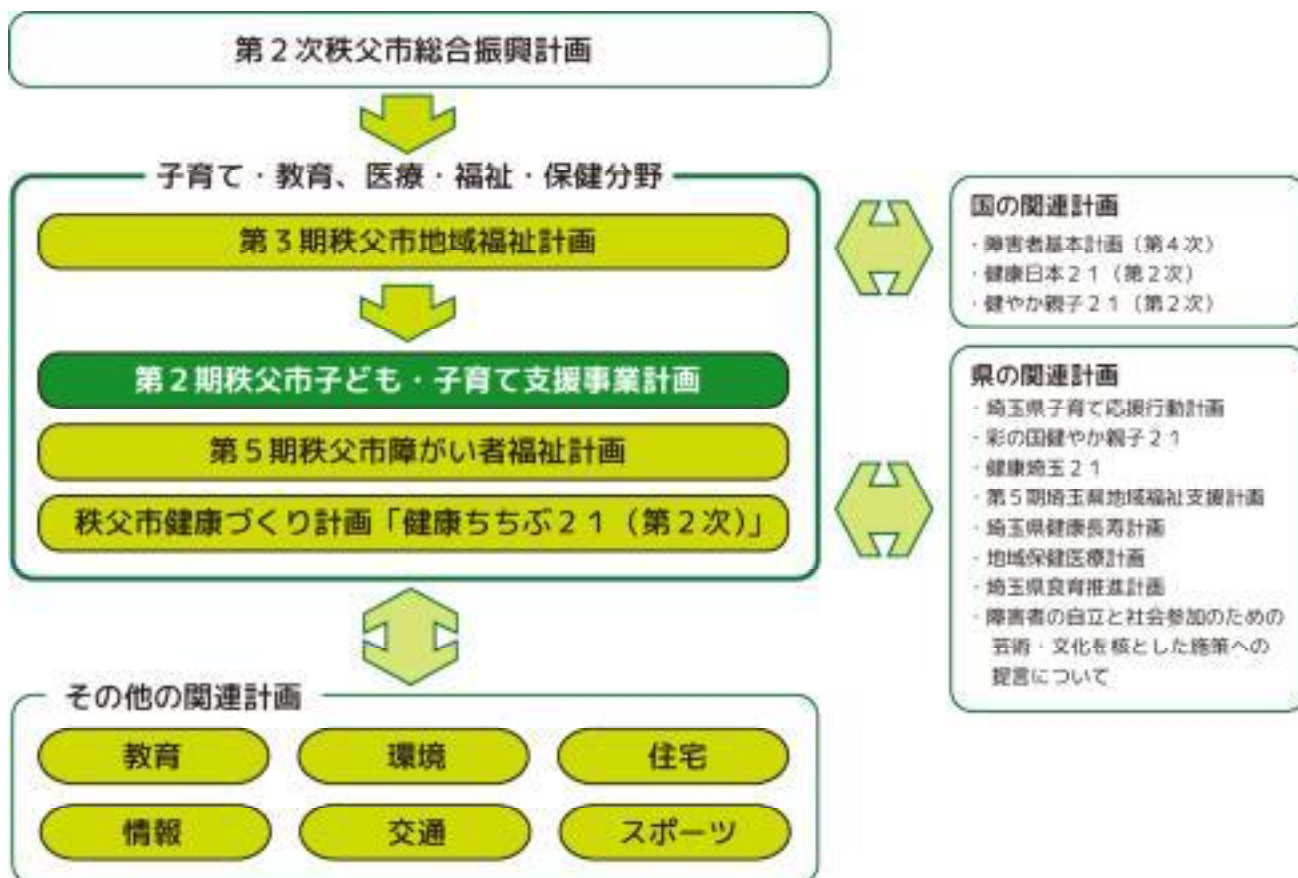 第２次秩父市総合振興計画
子育て・教育、医療・福祉・保健分野
第３期秩父市地域福祉計画
第２期秩父市子ども・子育て支援事業計画
第５期秩父市障がい者福祉計画
秩父市健康づくり計画「健康ちちぶ２１（第２次）」
国の関連計画
・障害者基本計画（第４次）
・健康日本２１（第２次）
・健やか親子２１（第２次）
県の関連計画
・埼玉県子育て応援行動計画
・彩の国健やか親子２１
・健康埼玉２１
・第５期埼玉県地域福祉支援計画
・埼玉県健康長寿計画
・地域保健医療計画
・埼玉県食育推進計画
・障害者の自立と社会参加のための
芸術・文化を核とした施策への
提言について
その他の関連計画
教育
環境
住宅
情報
交通
スポーツ